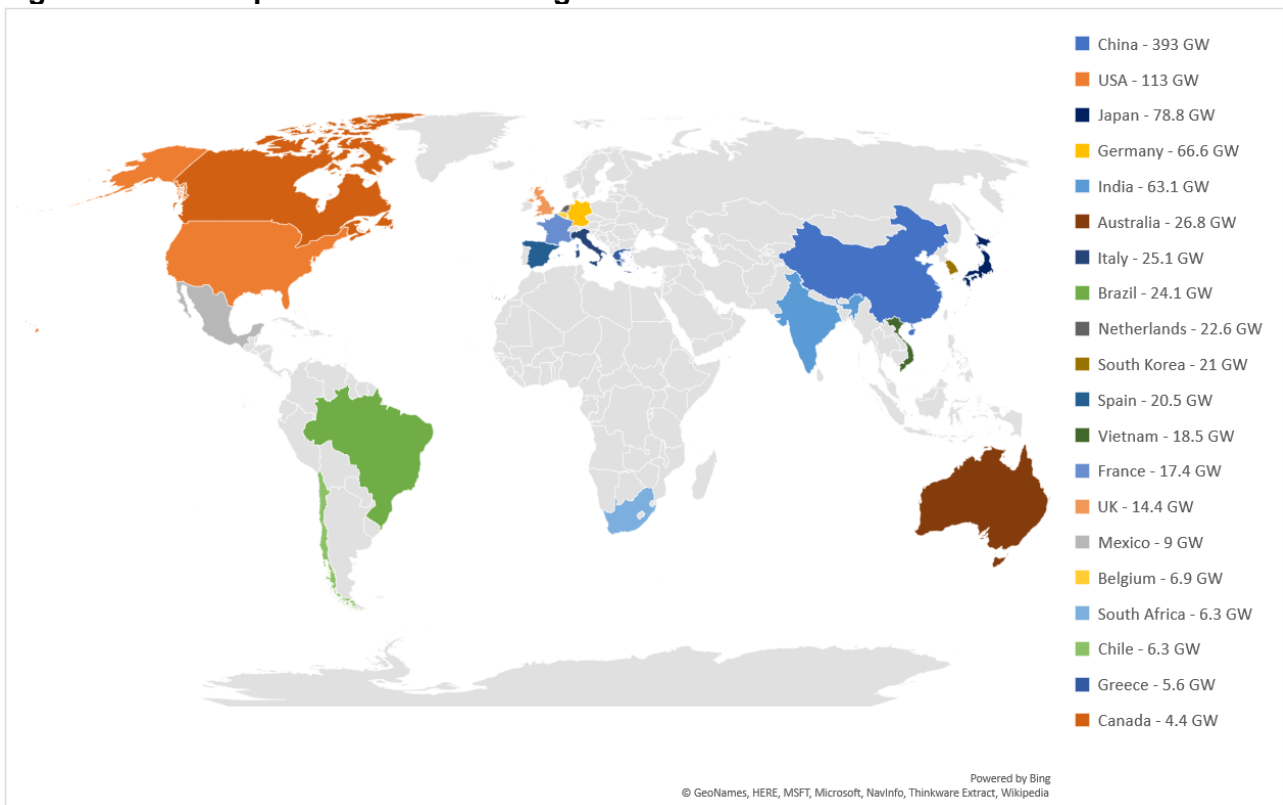 China - 393 GW
USA - 113 GW
Japan - 78.8 GW
Germany - 66.6 GW
India - 63.1 GW
Australia - 26.8 GW
Italy - 25.1 GW
Brazil - 24.1 GW
Netherlands - 22.6 GW
South Korea - 21 GW
Spain - 20.5 GW
Vietnam - 18.5 GW
France - 17.4 GW
UK - 14.4 GW
Mexico - 9 GW
Belgium - 6.9 GW
South Africa - 6.3 GW
Chile - 6.3 GW
Greece - 5.6 GW
Canada - 4.4 GW
Powered by Bing
© GeoNames, HERE, MSFT, Microsoft, NavInfo, Thinkware Extract, Wikipedia